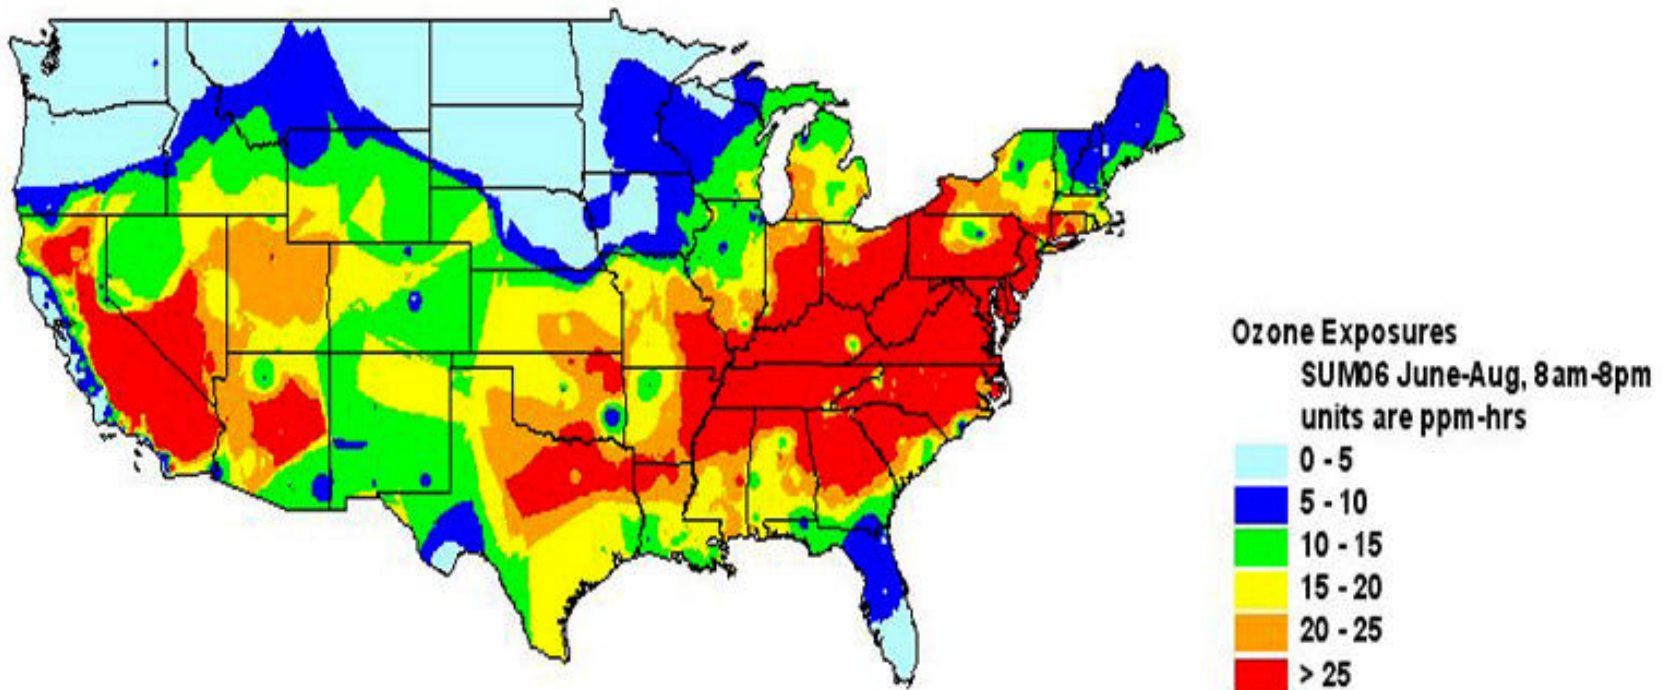 Ozone Exposures
SUM06 June-Aug, 8am-8pm
units are ppm-hrs
0 - 5
5 - 10
10 - 15
15 - 20
20 - 25
> 25